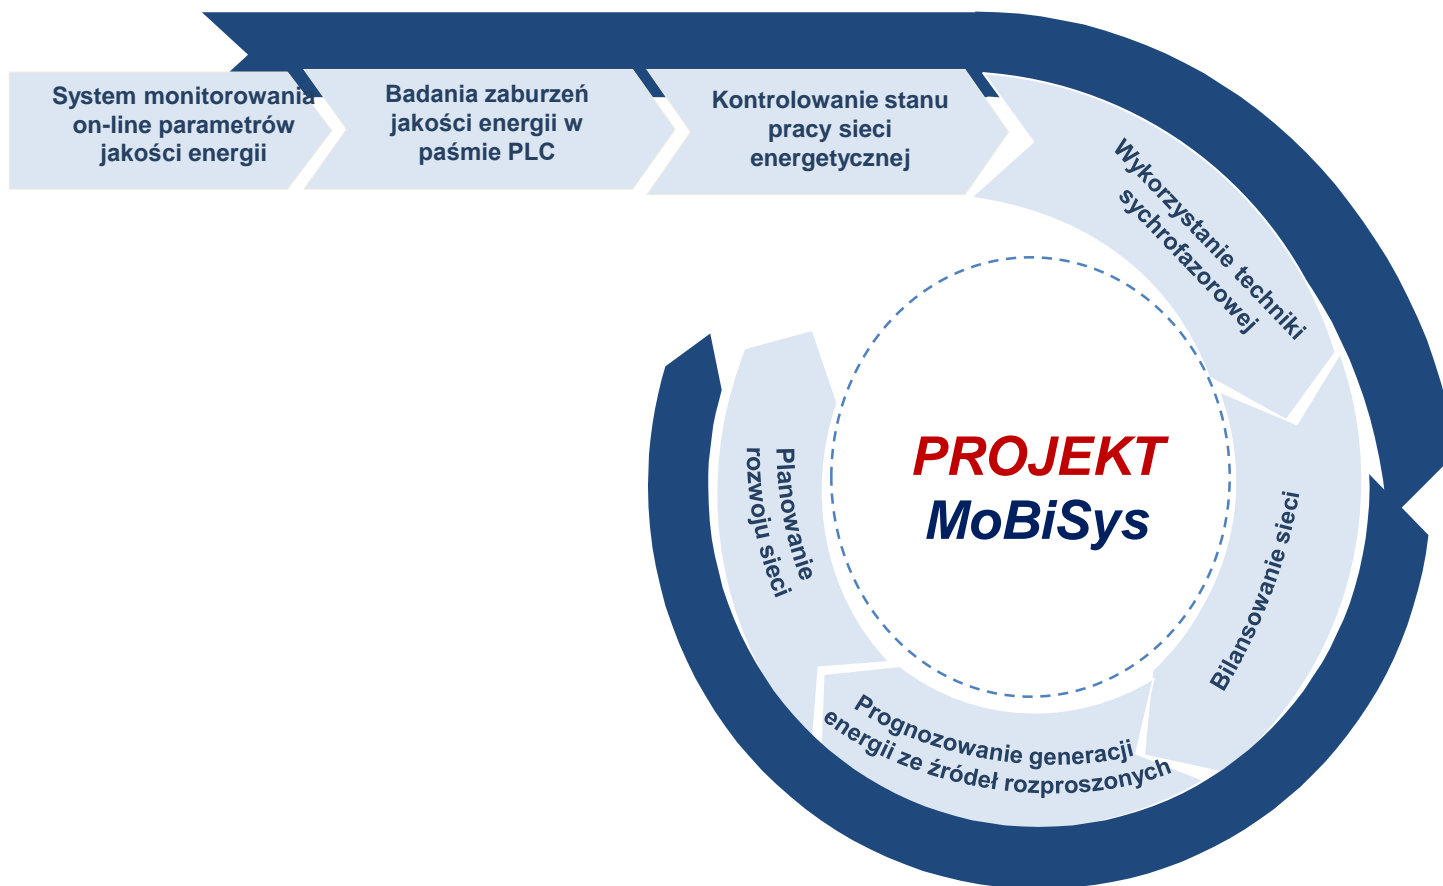 System monitorowania
on-line parametrów
jakości energii
Badania zaburzeń
jakości energii w
paśmie PLC
Kontrolowanie stanu
pracy sieci
energetycznej
Wykorzystanie techniki
sychrofazorowej
Bilansowanie sieci
Prognozowanie generacji
energii ze źródeł rozproszonych
Planowanie
rozwoju sieci
PROJEKT
MoBiSys